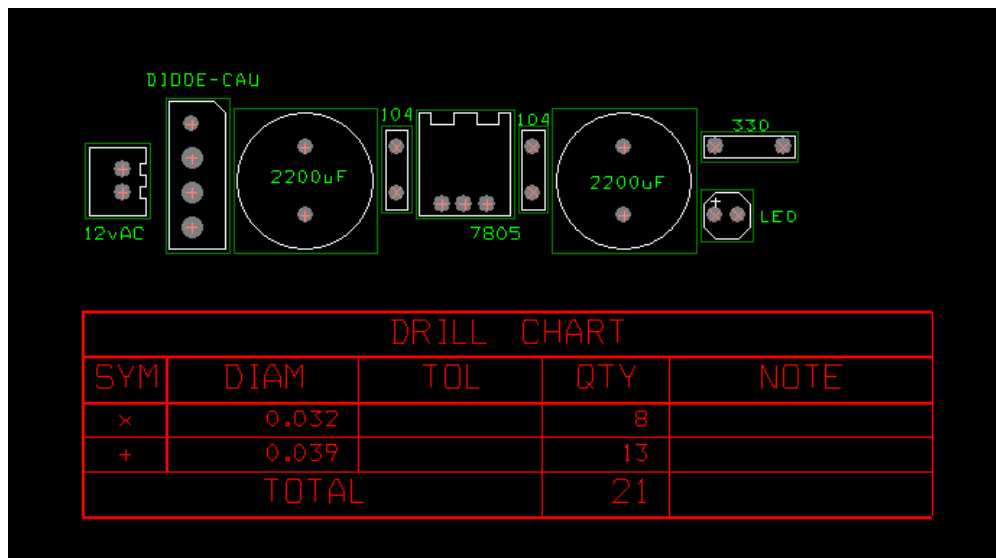 DIODE-CAU
104
104
330
2200uF
2200uF
12vAC
7805
LED
DRILL CHART
SYM DIAM TOL QTY NOTE
× 0.032 8
+ 0.039 13
TOTAL 21